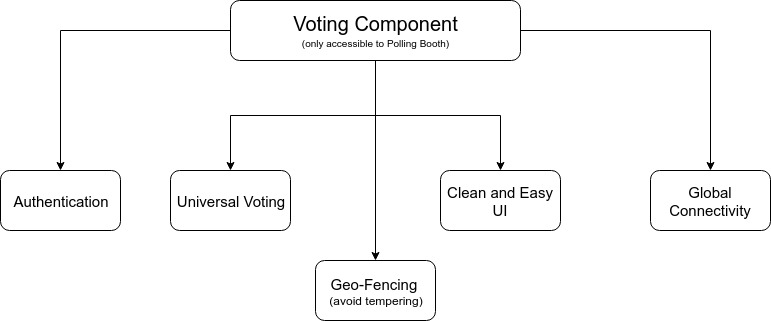 Voting Component
(only accessible to Polling Booth)
Authentication
Universal Voting
Clean and Easy
UI
Global
Connectivity
Geo-Fencing
(avoid tempering)